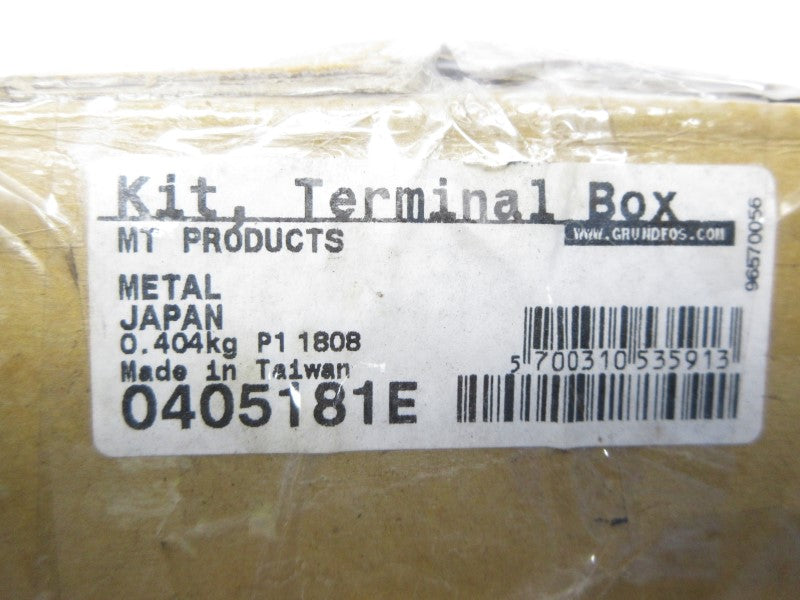 Kit, Terminal Box
MT PRODUCTS
WWW.GRUNDFOS.COM
96570056
METAL
JAPAN
0.404kg P1 1808
Made in Taiwan
5 700310 535913
0405181E